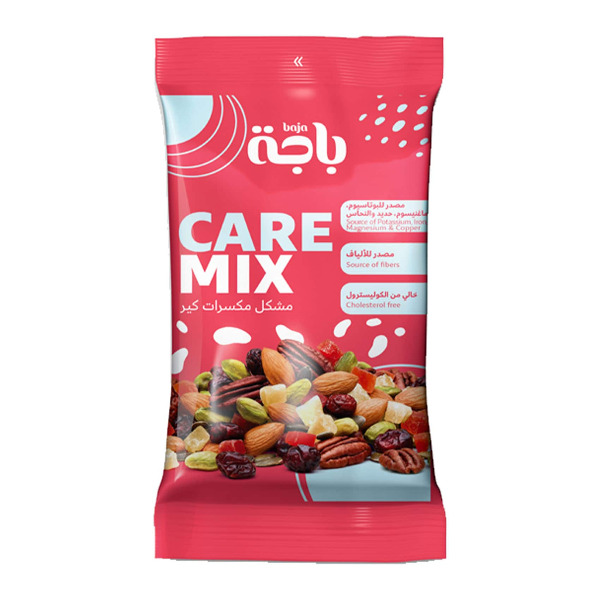 «
baja
باجة
CARE
MIX
مشكل مكسرات كير
مصدر للبوتاسيوم،
ماغنيسوم، حديد والنحاس
Source of Potassium, Iron
Magnesium & Copper
مصدر للألياف
Source of fibers
خالي من الكوليسترول
Cholesterol free